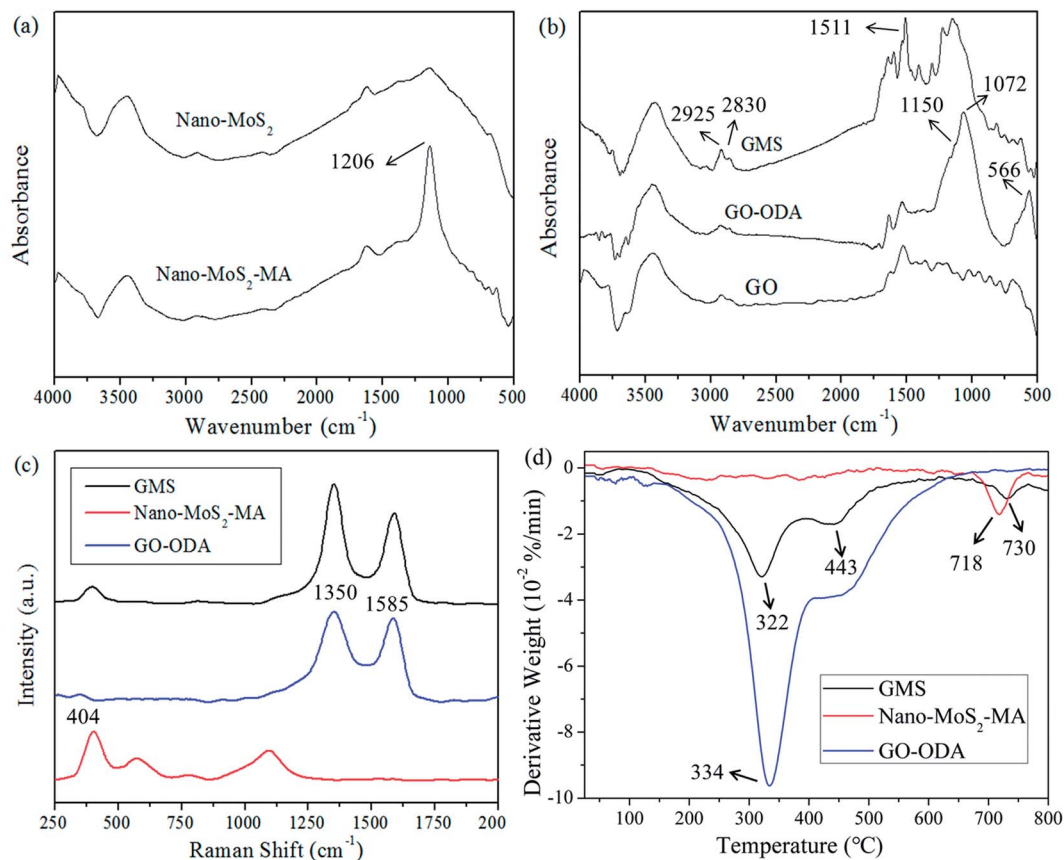 (a)
Absorbance
Nano-MoS2
1206
Nano-MoS2-MA
4000 3500 3000 2500 2000 1500 1000 500
Wavenumber (cm-1)
(b)
Absorbance
1511
1072
2925
2830
1150
GMS
566
GO-ODA
GO
4000 3500 3000 2500 2000 1500 1000 500
Wavenumber (cm-1)
(c)
Intensity (a.u.)
GMS
Nano-MoS2-MA
GO-ODA
1350
1585
404
250 500 750 1000 1250 1500 1750 200
Raman Shift (cm-1)
(d)
Derivative Weight (10-2 %/min)
0
-2
-4
-6
-8
-10
718
730
443
322
334
GMS
Nano-MoS2-MA
GO-ODA
100 200 300 400 500 600 700 800
Temperature (°C)